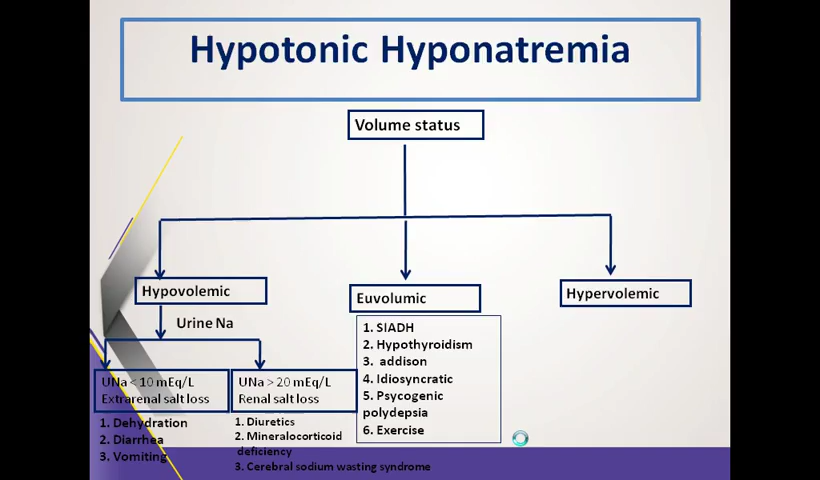 Hypotonic Hyponatremia
Volume status
Hypovolemic
Euvolumic
Hypervolemic
Urine Na
UNa < 10 mEq/L
Extrarenal salt loss
1. Dehydration
2. Diarrhea
3. Vomiting
UNa > 20 mEq/L
Renal salt loss
1. Diuretics
2. Mineralocorticoid
deficiency
3. Cerebral sodium wasting syndrome
1. SIADH
2. Hypothyroidism
3. addison
4. Idiosyncratic
5. Psycogenic
polydepsia
6. Exercise